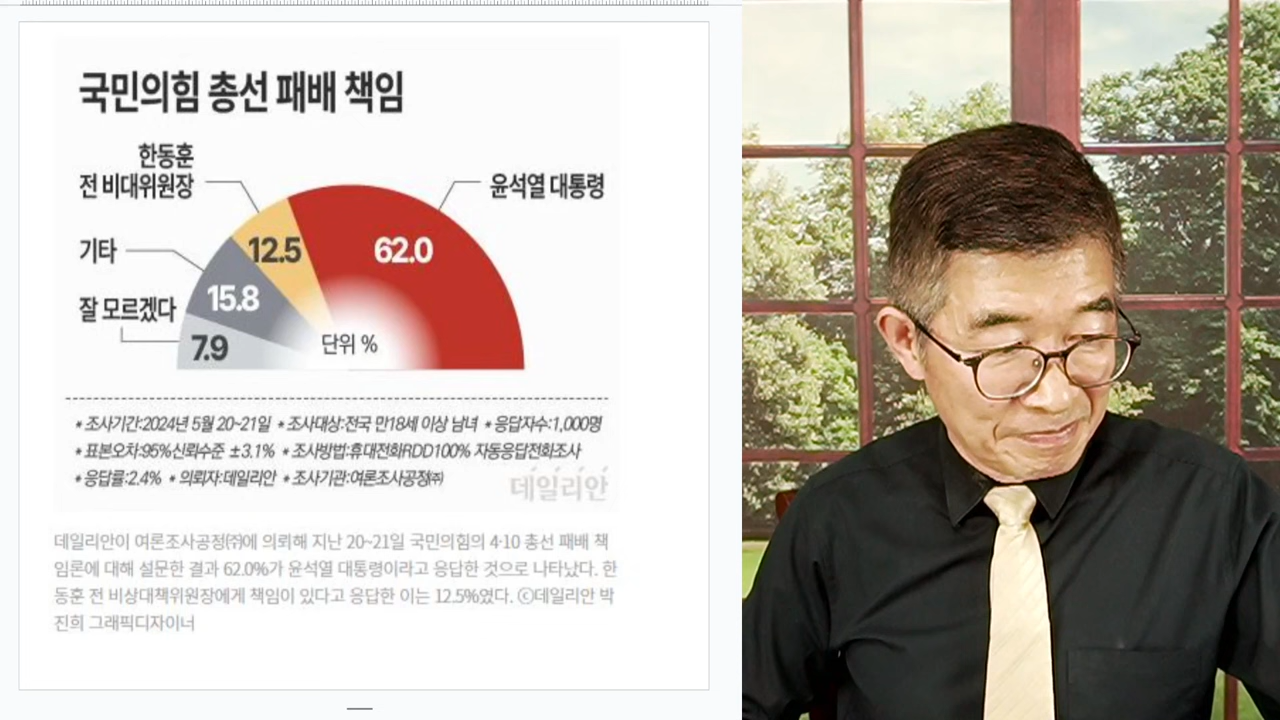 국민의힘 총선 패배 책임
한동훈
전 비대위원장
윤석열 대통령
기타
잘 모르겠다
12.5
62.0
15.8
7.9
단위 %
* 조사기간:2024년 5월 20~21일 * 조사대상:전국 만18세 이상 남녀 * 응답자수:1,000명
* 표본오차:95%신뢰수준 ±3.1% * 조사방법:휴대전화RDD100% 자동응답전화조사
* 응답률:2.4% * 의뢰자:데일리안 * 조사기관:여론조사공정㈜
데일리안
데일리안이 여론조사공정㈜에 의뢰해 지난 20~21일 국민의힘의 4·10 총선 패배 책
임론에 대해 설문한 결과 62.0%가 윤석열 대통령이라고 응답한 것으로 나타났다. 한
동훈 전 비상대책위원장에게 책임이 있다고 응답한 이는 12.5%였다. ⓒ데일리안 박
진희 그래픽디자이너